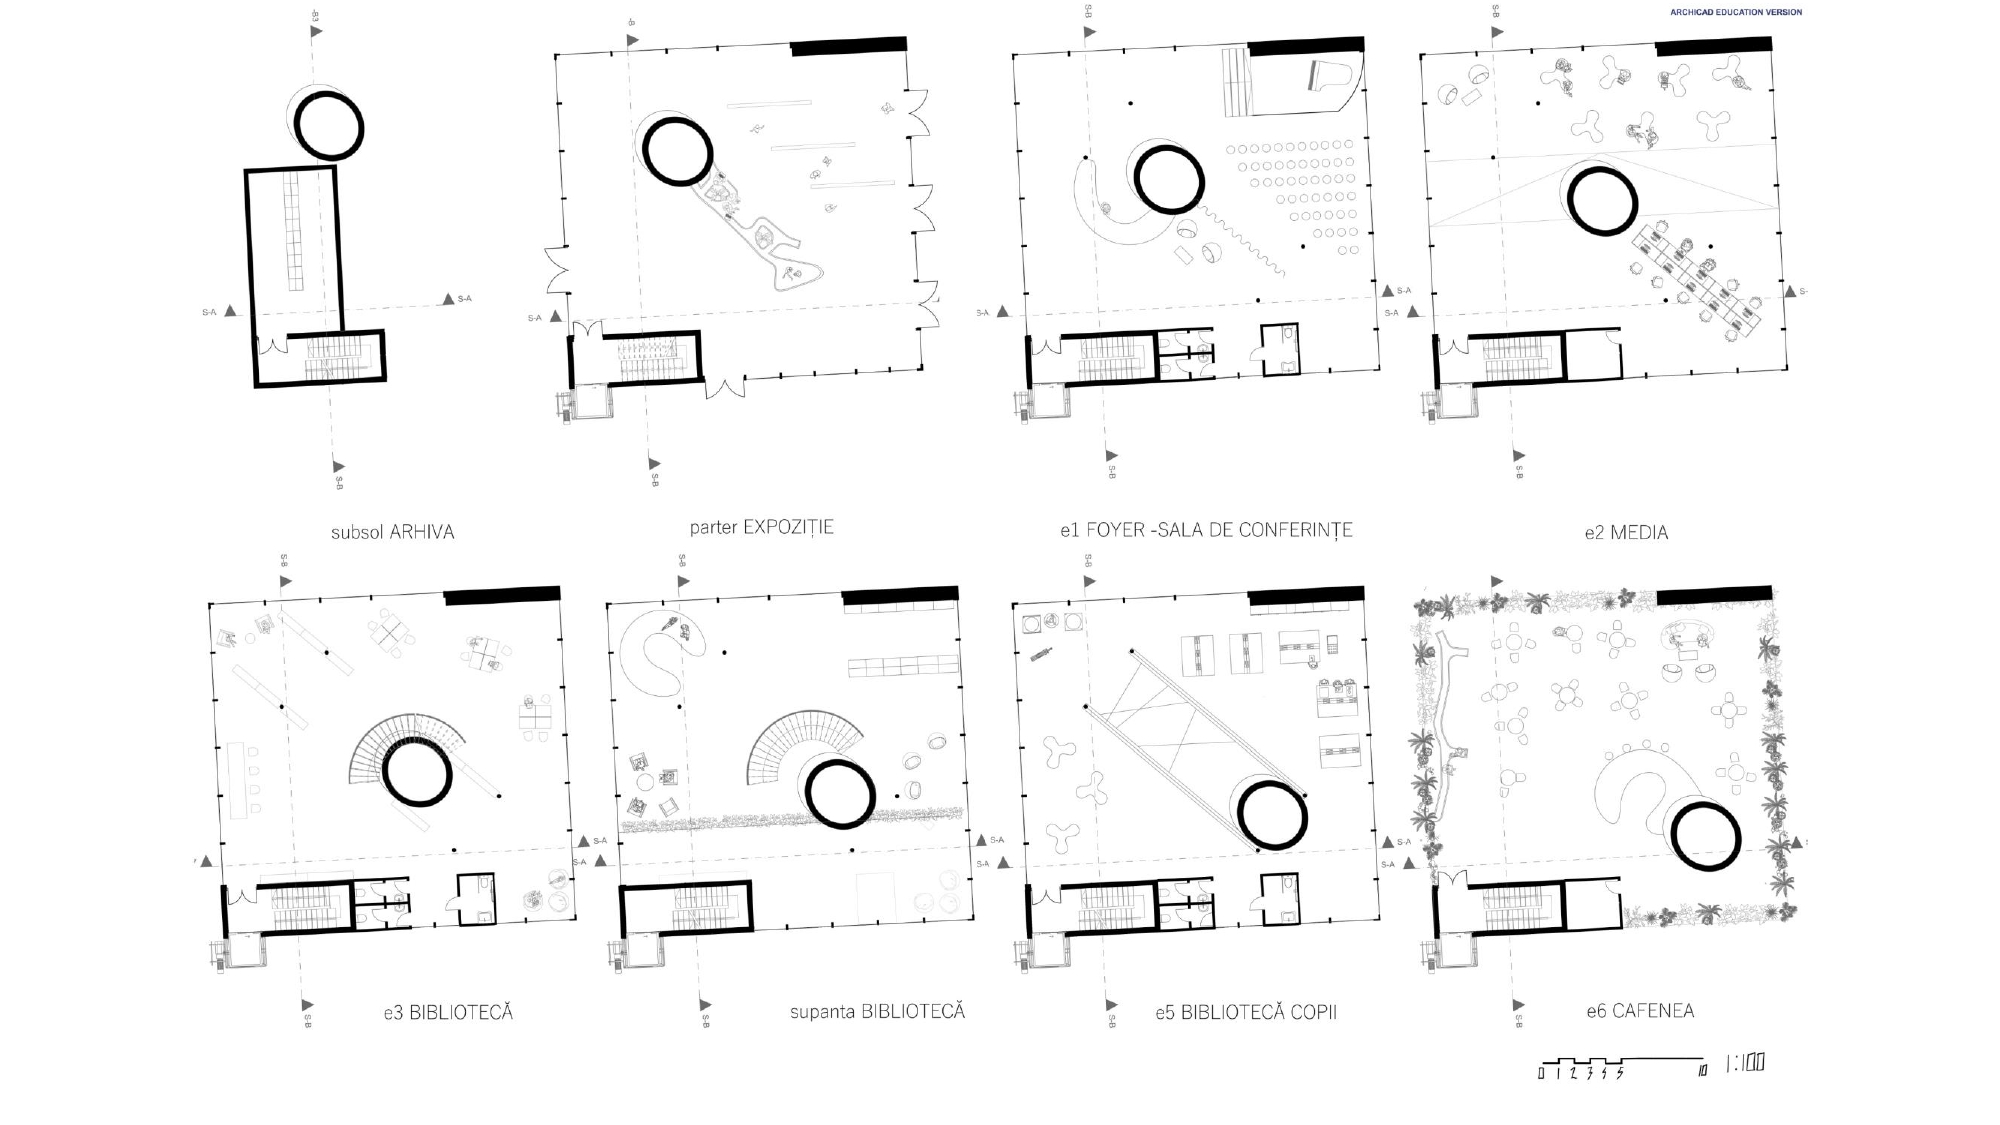 ARCHICAD EDUCATION VERSION
-B3
-B
S-B
S-B
S-A
S-A
S-A
S-A
S-A
S-A
S-A
S-
S-B
S-B
S-B
S-B
subsol ARHIVA
parter EXPOZIȚIE
e1 FOYER -SALA DE CONFERINȚE
e2 MEDIA
S-B
S-B
S-B
S-A
S-A
S-A
S-A
S-A
S-A
S-B
S-B
S-B
S-B
e3 BIBLIOTECĂ
supanta BIBLIOTECĂ
e5 BIBLIOTECĂ COPII
e6 CAFENEA
0 1 2 3 4 5 10 1:100